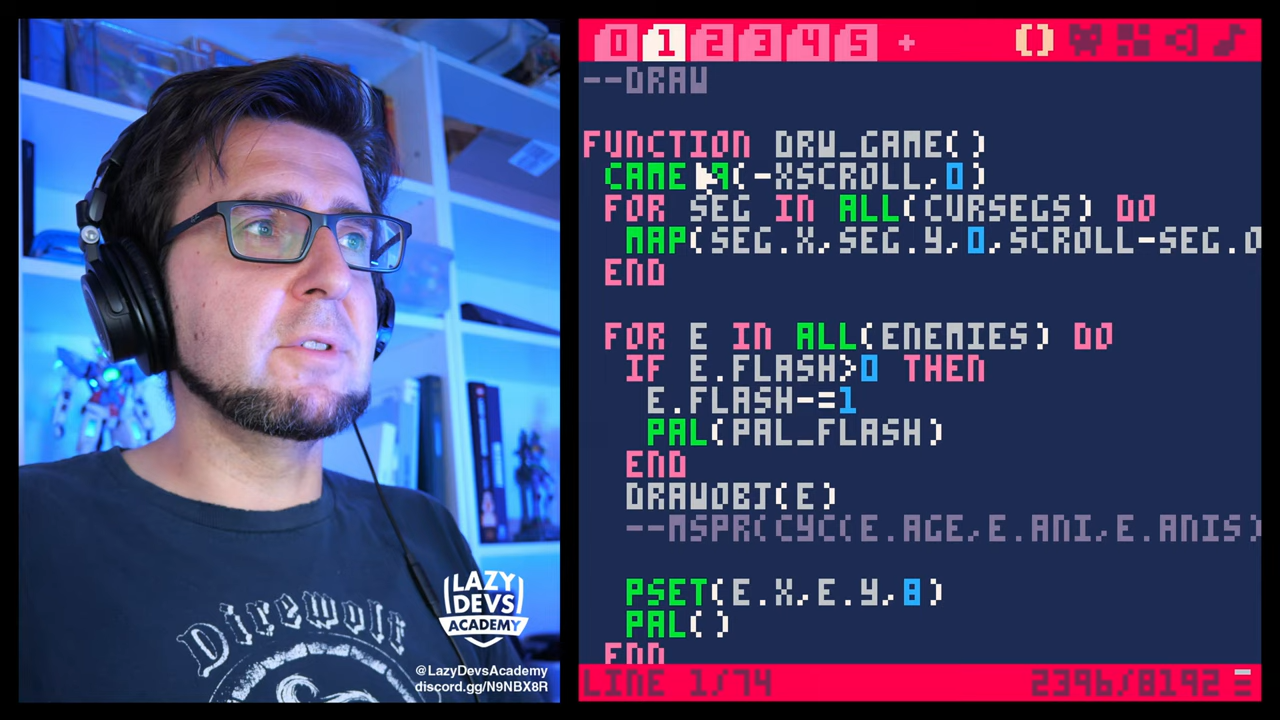 0 1 2 3 4 5 +
--DRAW
FUNCTION DRW_GAME()
CAMERA(-XSCROLL,0)
FOR SEG IN ALL(CURSEGS) DO
MAP(SEG.X,SEG.Y,0,SCROLL-SEG.O
END
FOR E IN ALL(ENEMIES) DO
IF E.FLASH>0 THEN
E.FLASH-=1
PAL(PAL_FLASH)
END
DRAWOBJ(E)
--MSPR(CYC(E.AGE,E.ANI,E.ANIS)
PSET(E.X,E.Y,8)
PAL()
END
LINE 1/74 2396/8192
Direwolf
LAZY
DEVS
ACADEMY
@LazyDevsAcademy
discord.gg/N9NBX8R